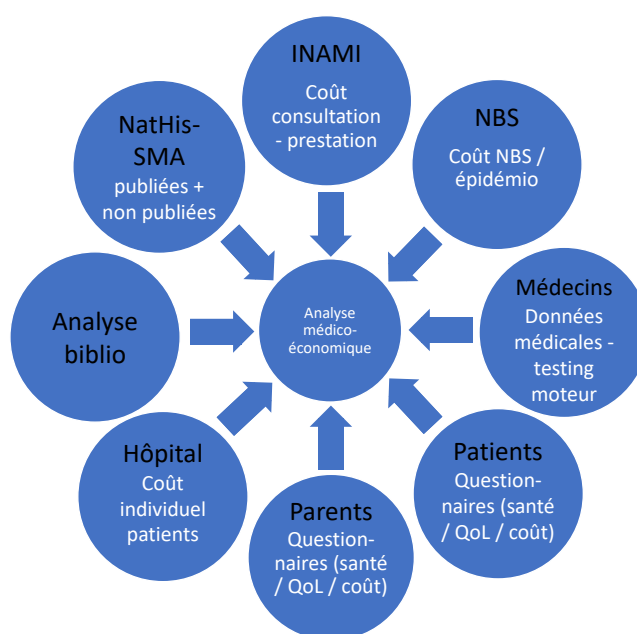 INAMI
Coût
consultation
- prestation
NBS
Coût NBS /
épidémio
Médecins
Données
médicales -
testing
moteur
Patients
Question-
naires (santé
/ QoL / coût)
Parents
Question-
naires (santé
/ QoL / coût)
Hôpital
Coût
individuel
patients
Analyse
biblio
NatHis-
SMA
publiées +
non publiées
Analyse
médico-
économique